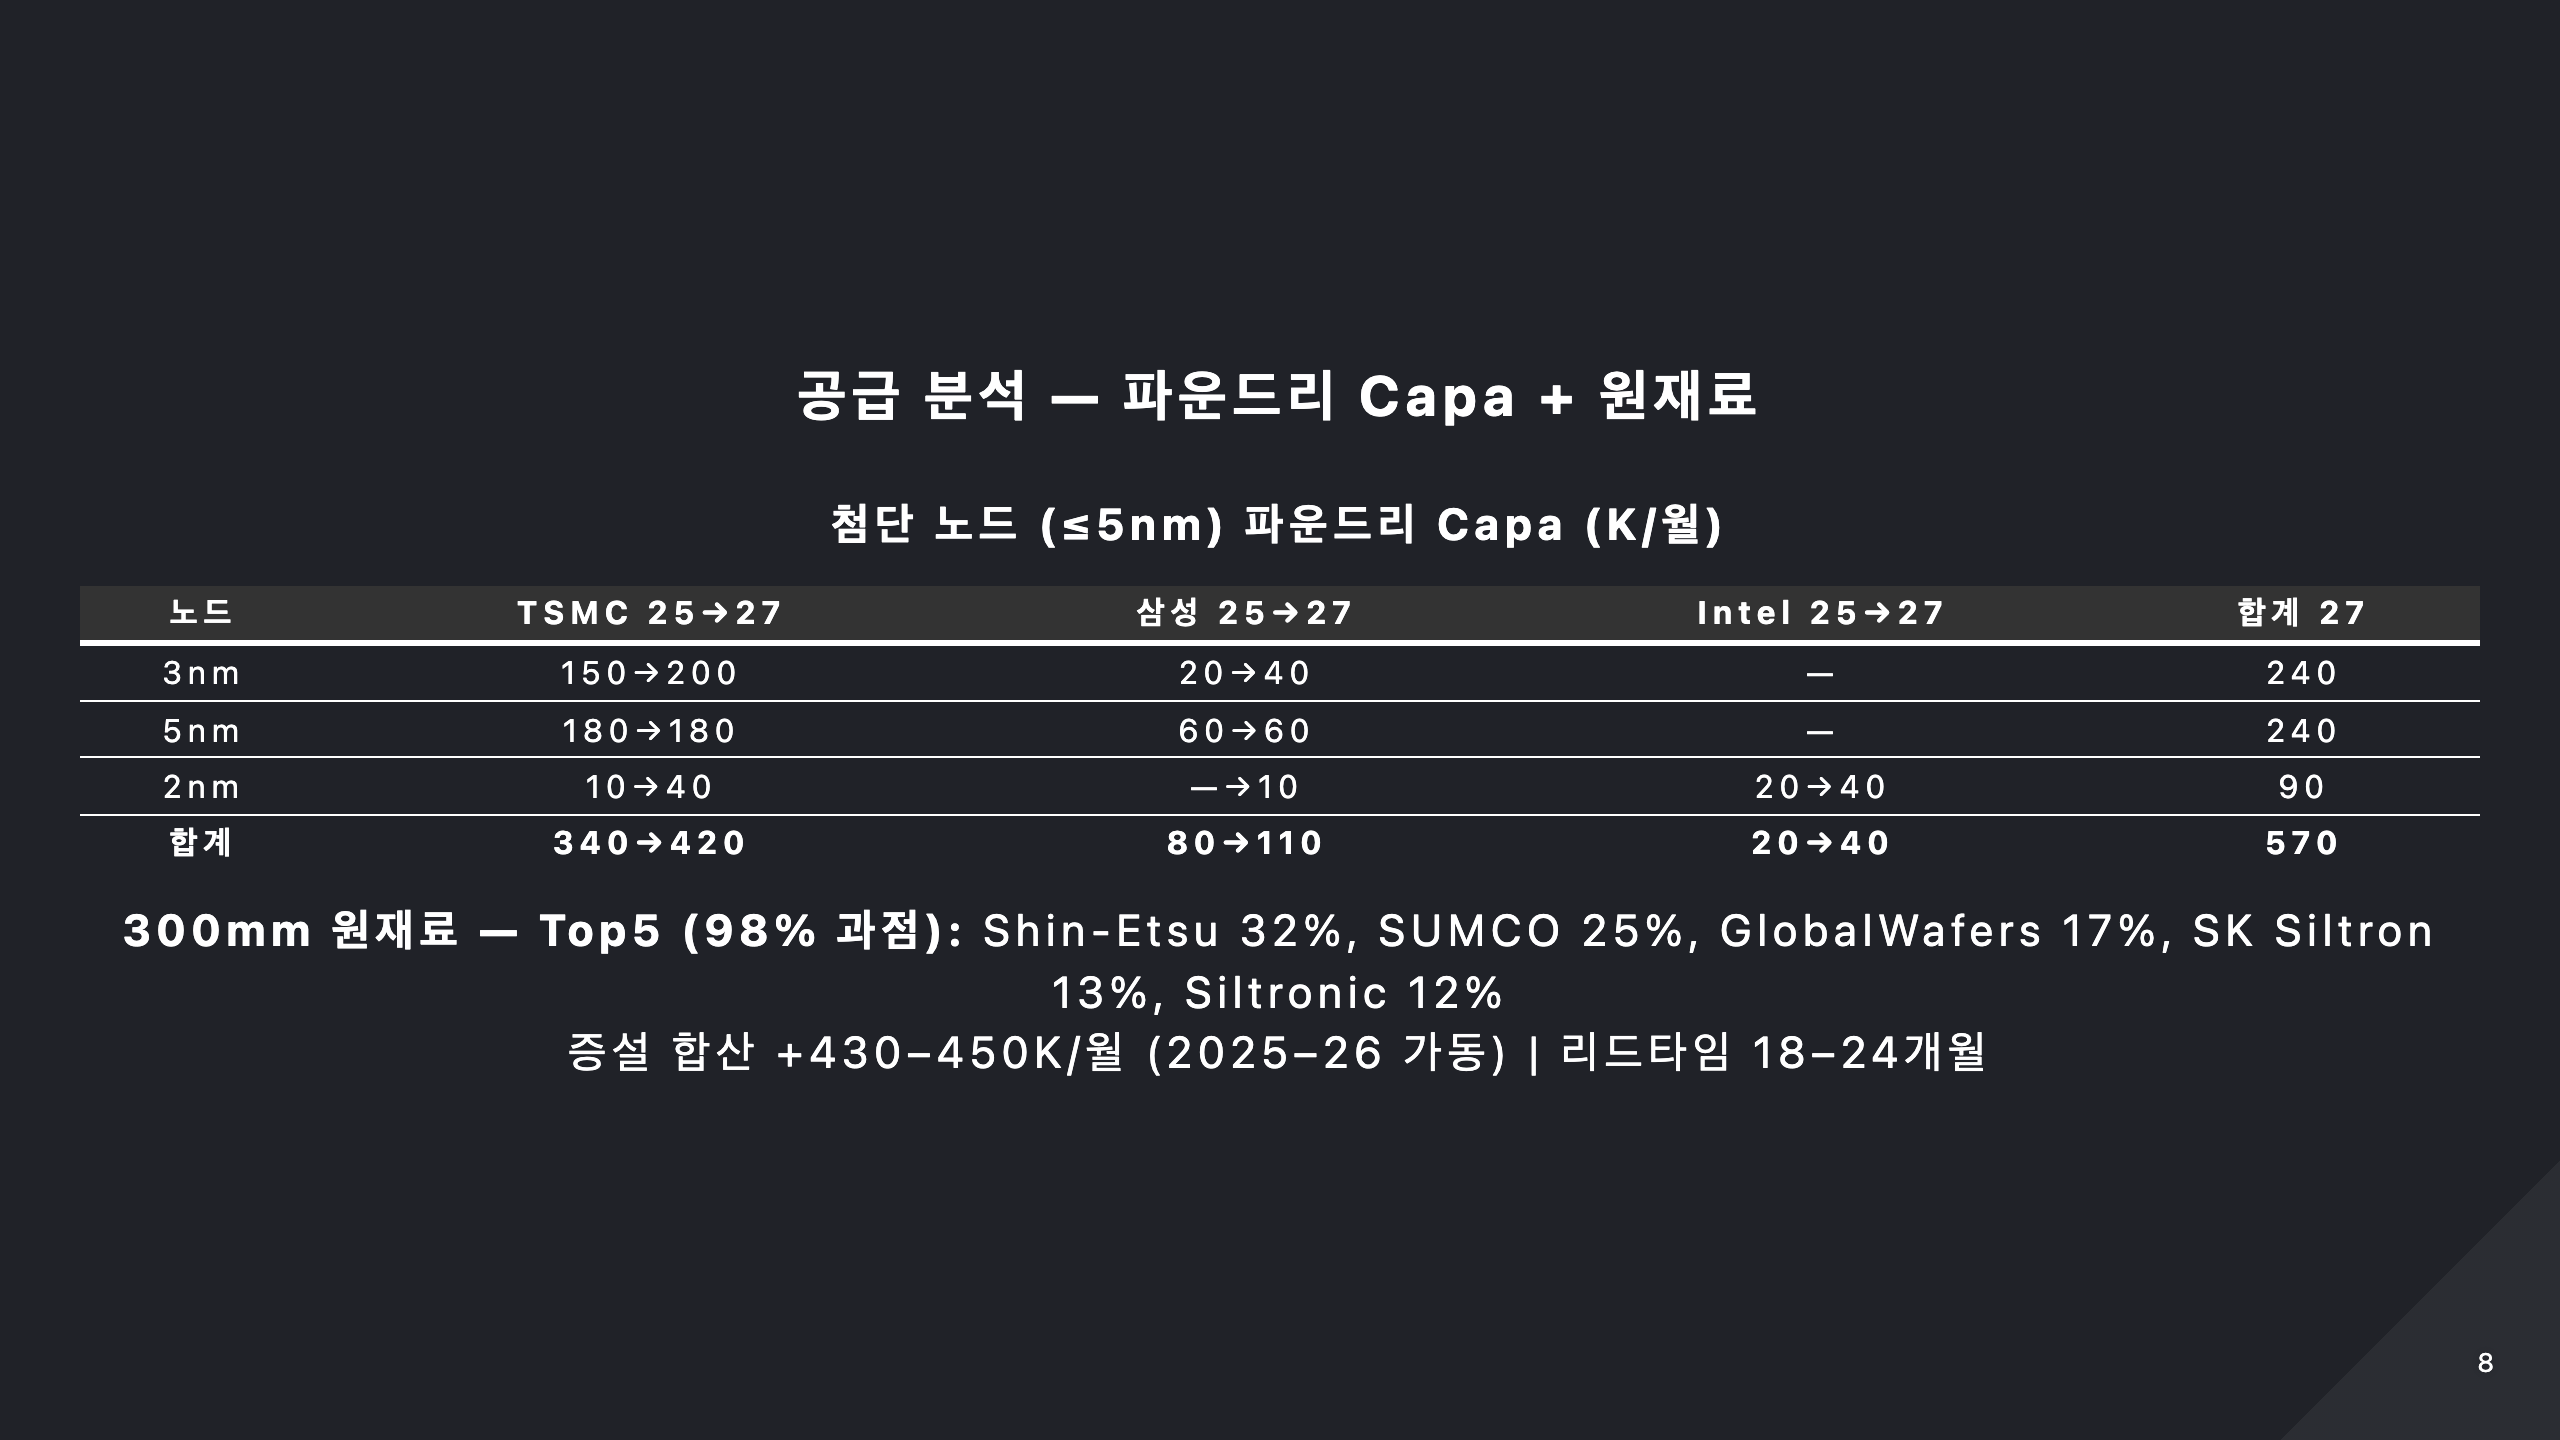 공급 분석 — 파운드리 Capa + 원재료
첨단 노드 (≤5nm) 파운드리 Capa (K/월)
노드 TSMC 25→27 삼성 25→27 Intel 25→27 합계 27
3nm 150→200 20→40 — 240
5nm 180→180 60→60 — 240
2nm 10→40 —→10 20→40 90
합계 340→420 80→110 20→40 570
300mm 원재료 — Top5 (98% 과점): Shin-Etsu 32%, SUMCO 25%, GlobalWafers 17%, SK Siltron
13%, Siltronic 12%
증설 합산 +430–450K/월 (2025–26 가동) | 리드타임 18–24개월
8